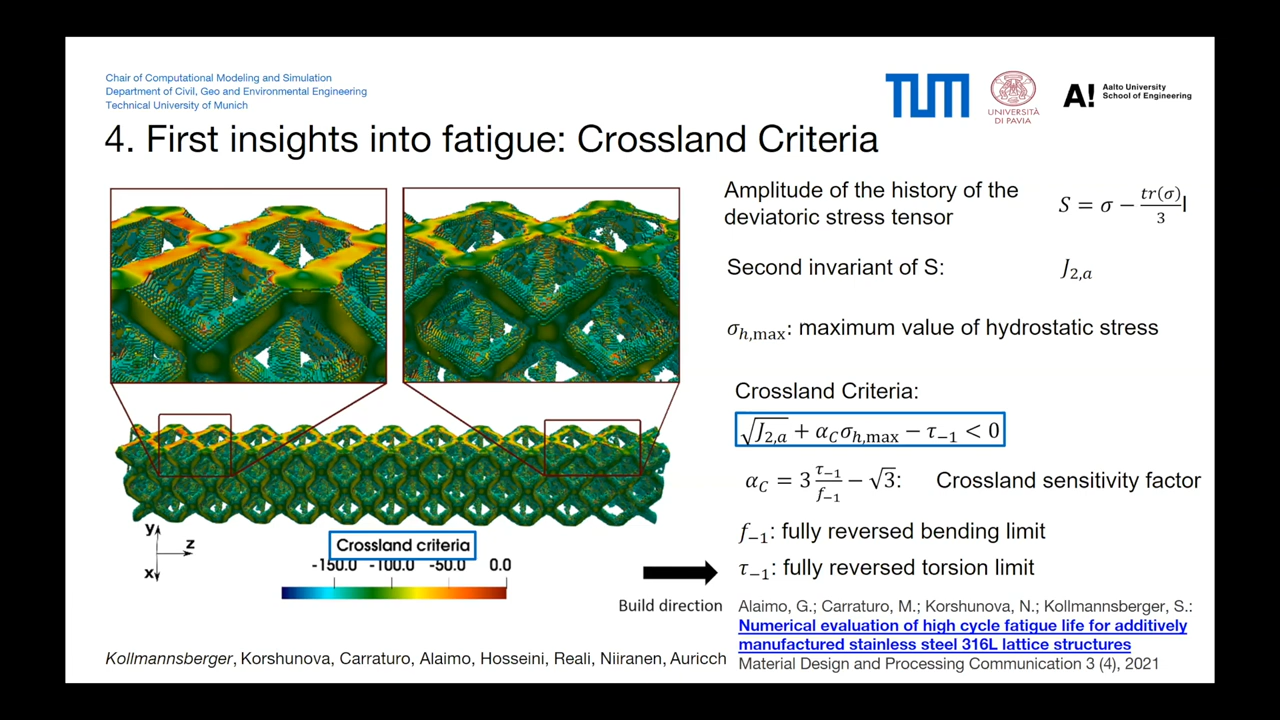 Chair of Computational Modeling and Simulation
Department of Civil, Geo and Environmental Engineering
Technical University of Munich
TUM
UNIVERSITÀ
DI PAVIA
A!
Aalto University
School of Engineering
4. First insights into fatigue: Crossland Criteria
Amplitude of the history of the
deviatoric stress tensor
S = σ − tr(σ)/3 I
Second invariant of S: J₂,ₐ
σ_h,max: maximum value of hydrostatic stress
Crossland Criteria:
√J₂,ₐ + α_C σ_h,max − τ₋₁ < 0
α_C = 3 τ₋₁/f₋₁ − √3: Crossland sensitivity factor
f₋₁: fully reversed bending limit
τ₋₁: fully reversed torsion limit
y
z
x
Crossland criteria
-150.0 -100.0 -50.0 0.0
Build direction
Alaimo, G.; Carraturo, M.; Korshunova, N.; Kollmannsberger, S.:
Numerical evaluation of high cycle fatigue life for additively
manufactured stainless steel 316L lattice structures
Material Design and Processing Communication 3 (4), 2021
Kollmannsberger, Korshunova, Carraturo, Alaimo, Hosseini, Reali, Niiranen, Auricch